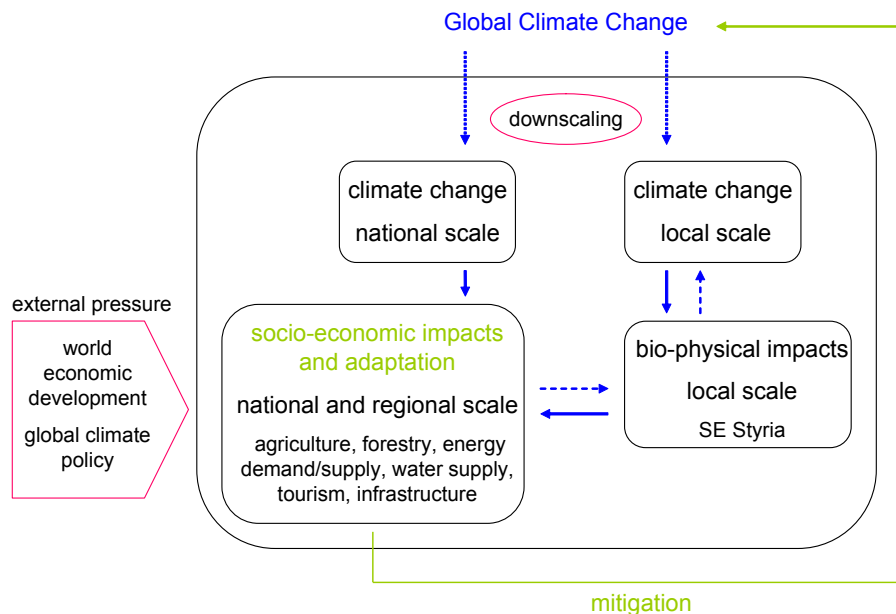 Global Climate Change
downscaling
climate change
national scale
climate change
local scale
external pressure
world
economic
development
global climate
policy
socio-economic impacts
and adaptation
national and regional scale
agriculture, forestry, energy
demand/supply, water supply,
tourism, infrastructure
bio-physical impacts
local scale
SE Styria
mitigation